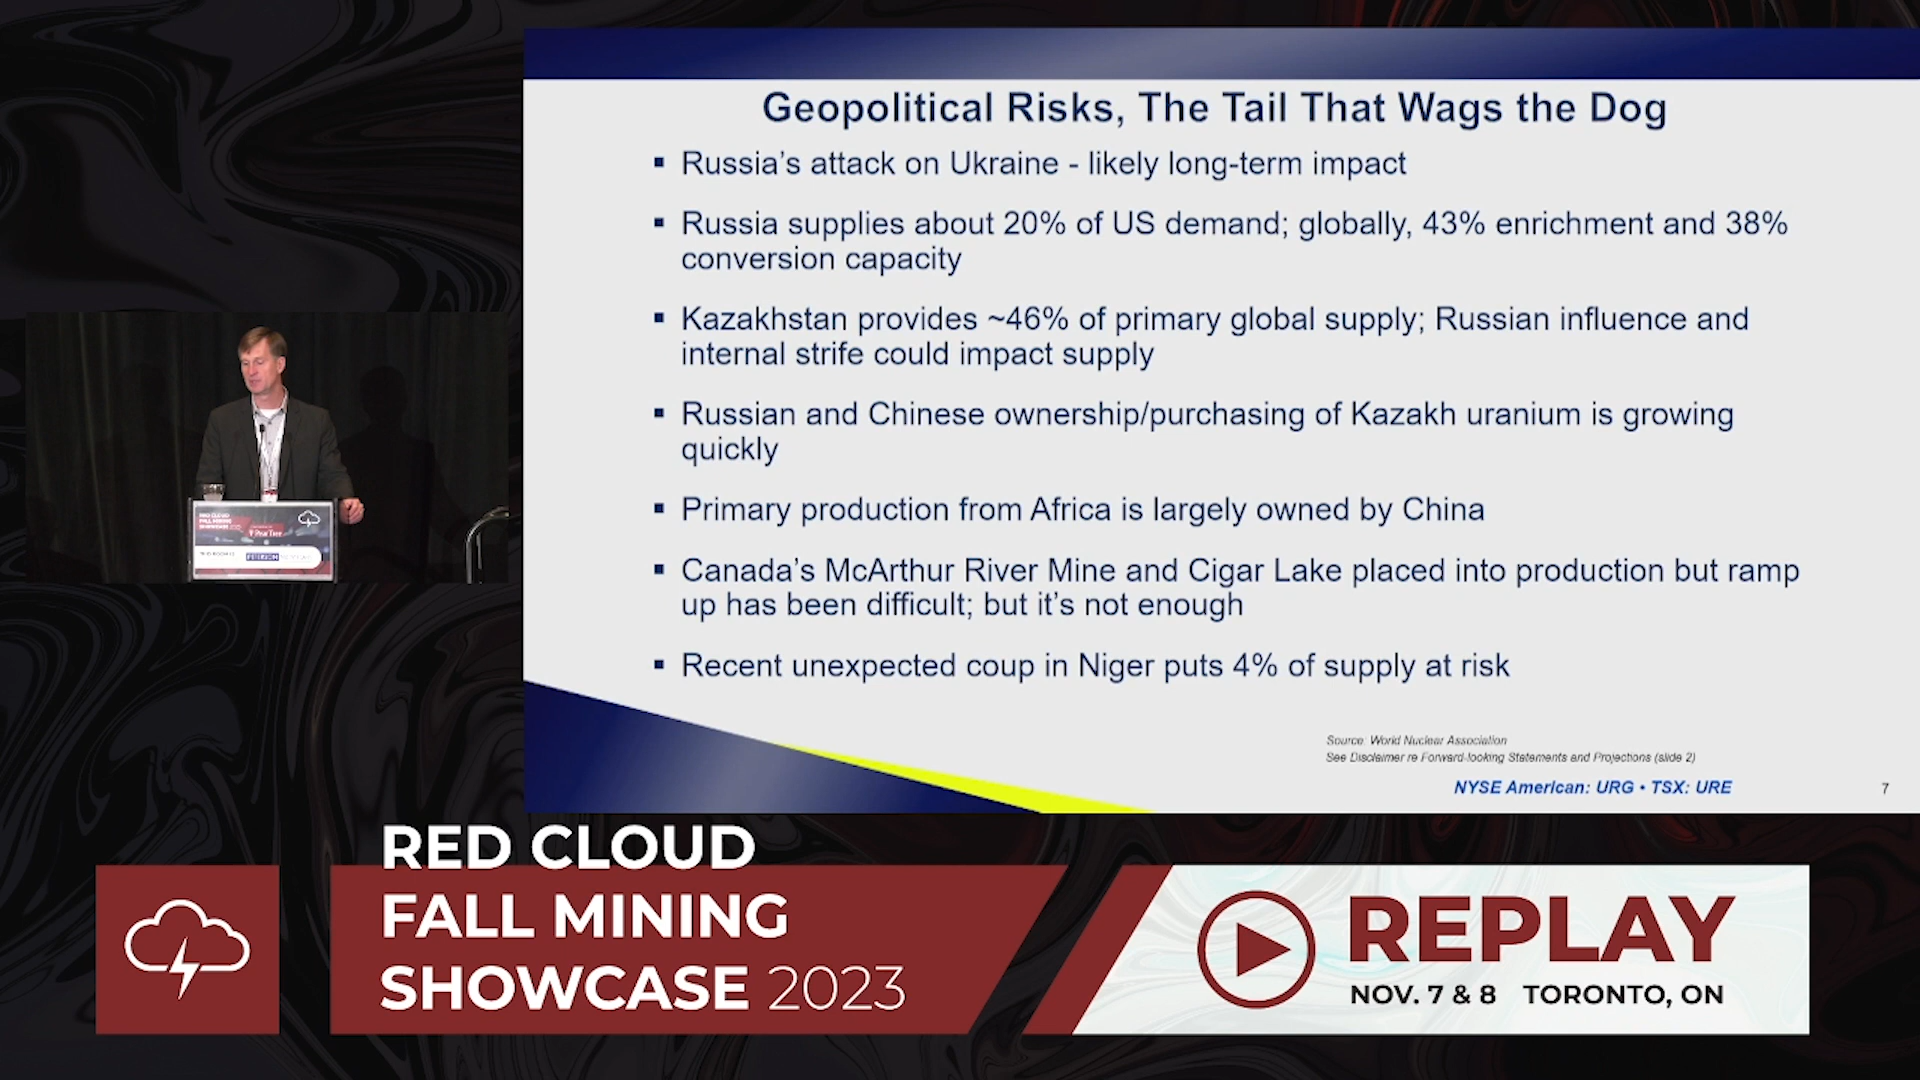 Geopolitical Risks, The Tail That Wags the Dog
▪ Russia's attack on Ukraine - likely long-term impact
▪ Russia supplies about 20% of US demand; globally, 43% enrichment and 38%
conversion capacity
▪ Kazakhstan provides ~46% of primary global supply; Russian influence and
internal strife could impact supply
▪ Russian and Chinese ownership/purchasing of Kazakh uranium is growing
quickly
▪ Primary production from Africa is largely owned by China
▪ Canada's McArthur River Mine and Cigar Lake placed into production but ramp
up has been difficult; but it's not enough
▪ Recent unexpected coup in Niger puts 4% of supply at risk
Source: World Nuclear Association
See Disclaimer re Forward-looking Statements and Projections (slide 2)
NYSE American: URG • TSX: URE
7
RED CLOUD
FALL MINING
SHOWCASE
RED CLOUD
FALL MINING
SHOWCASE 2023
REPLAY
NOV. 7 & 8 TORONTO, ON